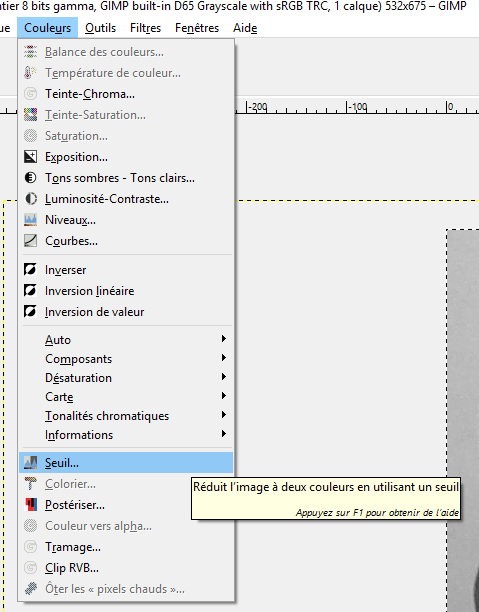 ntier 8 bits gamma, GIMP built-in D65 Grayscale with sRGB TRC, 1 calque) 532x675 – GIMP
ue Couleurs Outils Filtres Fenêtres Aide
Balance des couleurs...
Température de couleur...
Teinte-Chroma...
Teinte-Saturation...
Saturation...
Exposition...
Tons sombres - Tons clairs...
Luminosité-Contraste...
Niveaux...
Courbes...
Inverser
Inversion linéaire
Inversion de valeur
Auto
Composants
Désaturation
Carte
Tonalités chromatiques
Informations
Seuil...
Colorier...
Postériser...
Couleur vers alpha...
Tramage...
Clip RVB...
Ôter les « pixels chauds »...
-200 -100 0
Réduit l'image à deux couleurs en utilisant un seuil
Appuyez sur F1 pour obtenir de l'aide